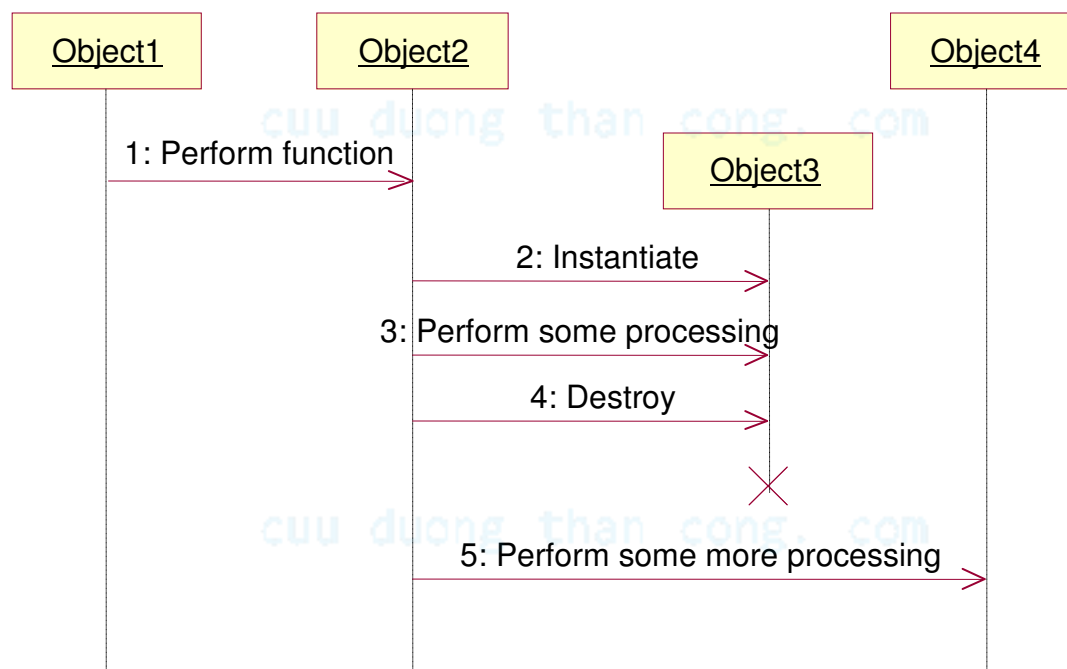 Object1
Object2
Object4
cuu duong than cong. com
1: Perform function
Object3
2: Instantiate
3: Perform some processing
4: Destroy
cuu duong than cong. com
5: Perform some more processing